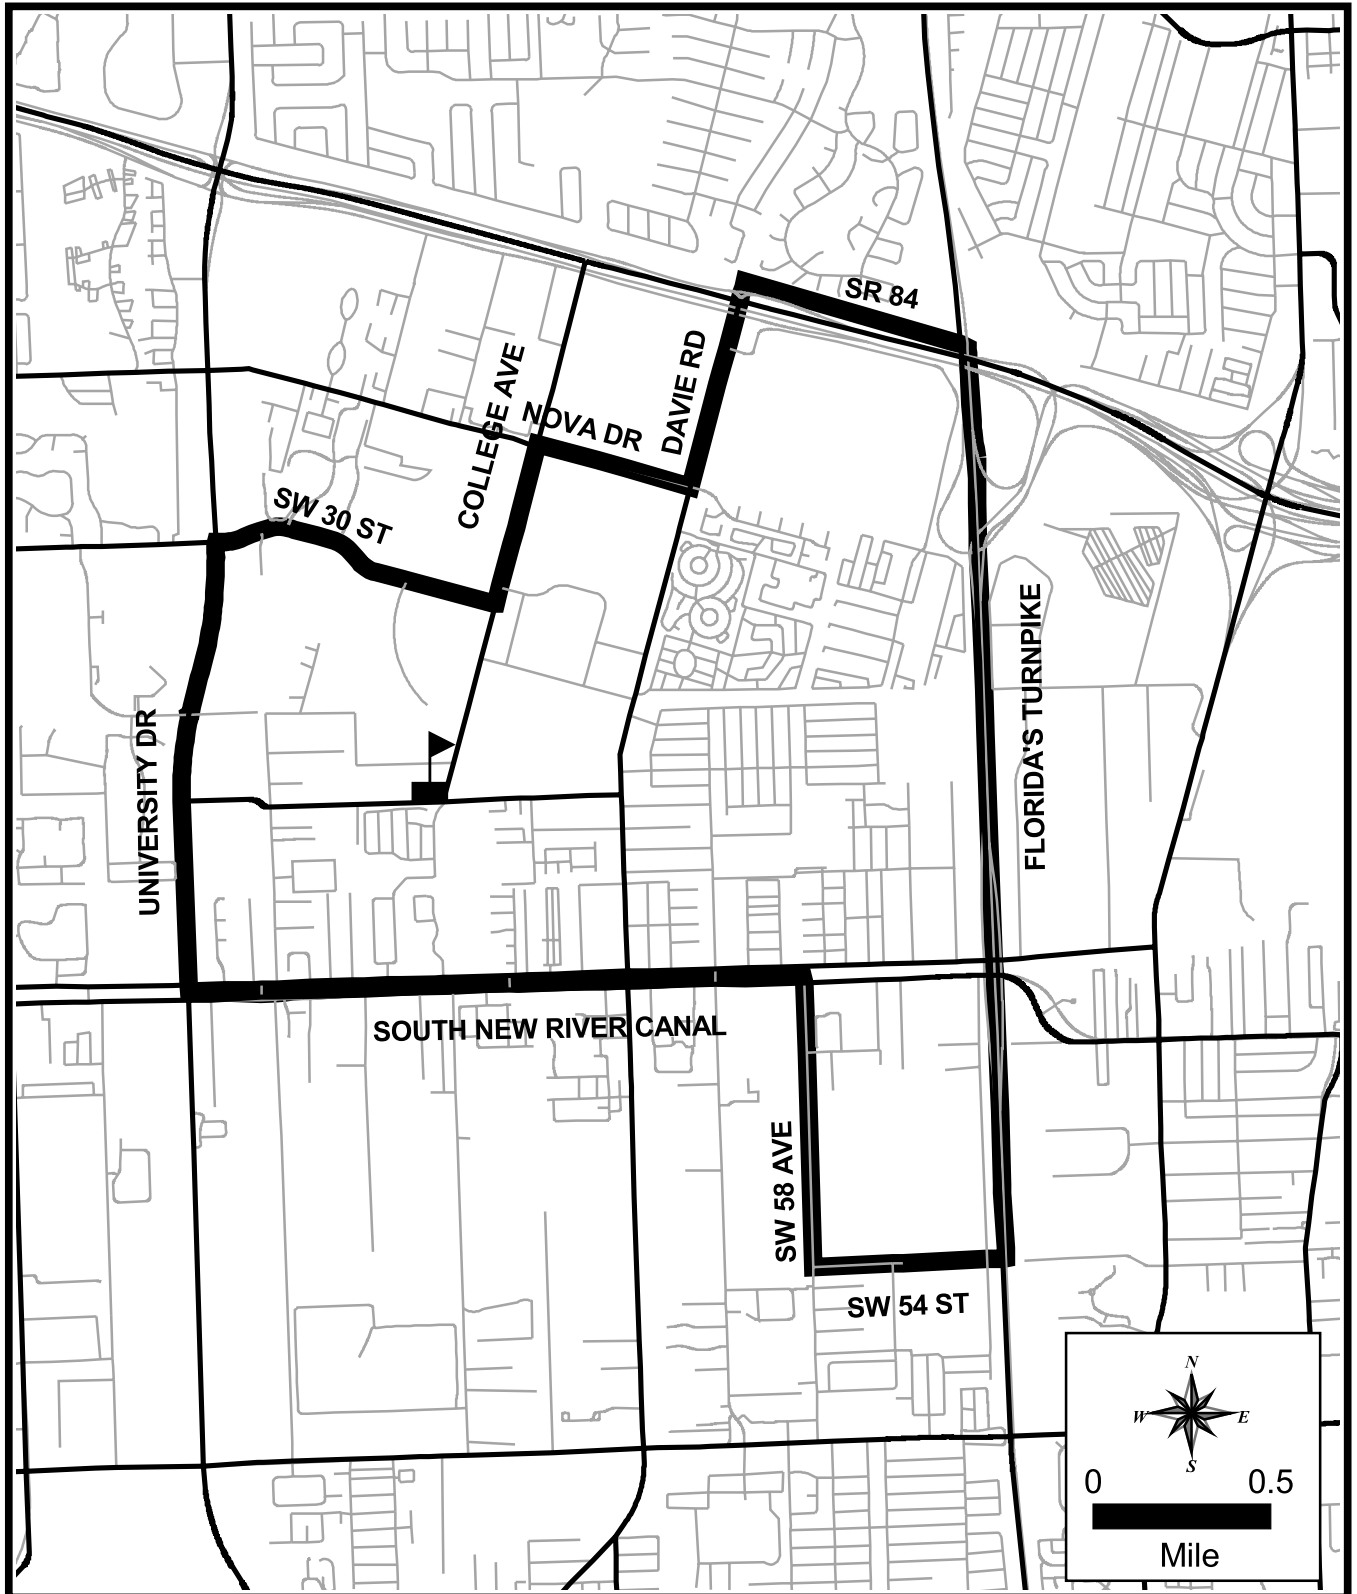 SR 84
DAVIE RD
COLLEGE AVE
NOVA DR
SW 30 ST
FLORIDA'S TURNPIKE
UNIVERSITY DR
SOUTH NEW RIVER CANAL
SW 58 AVE
SW 54 ST
N
W
E
S
0 0.5
Mile